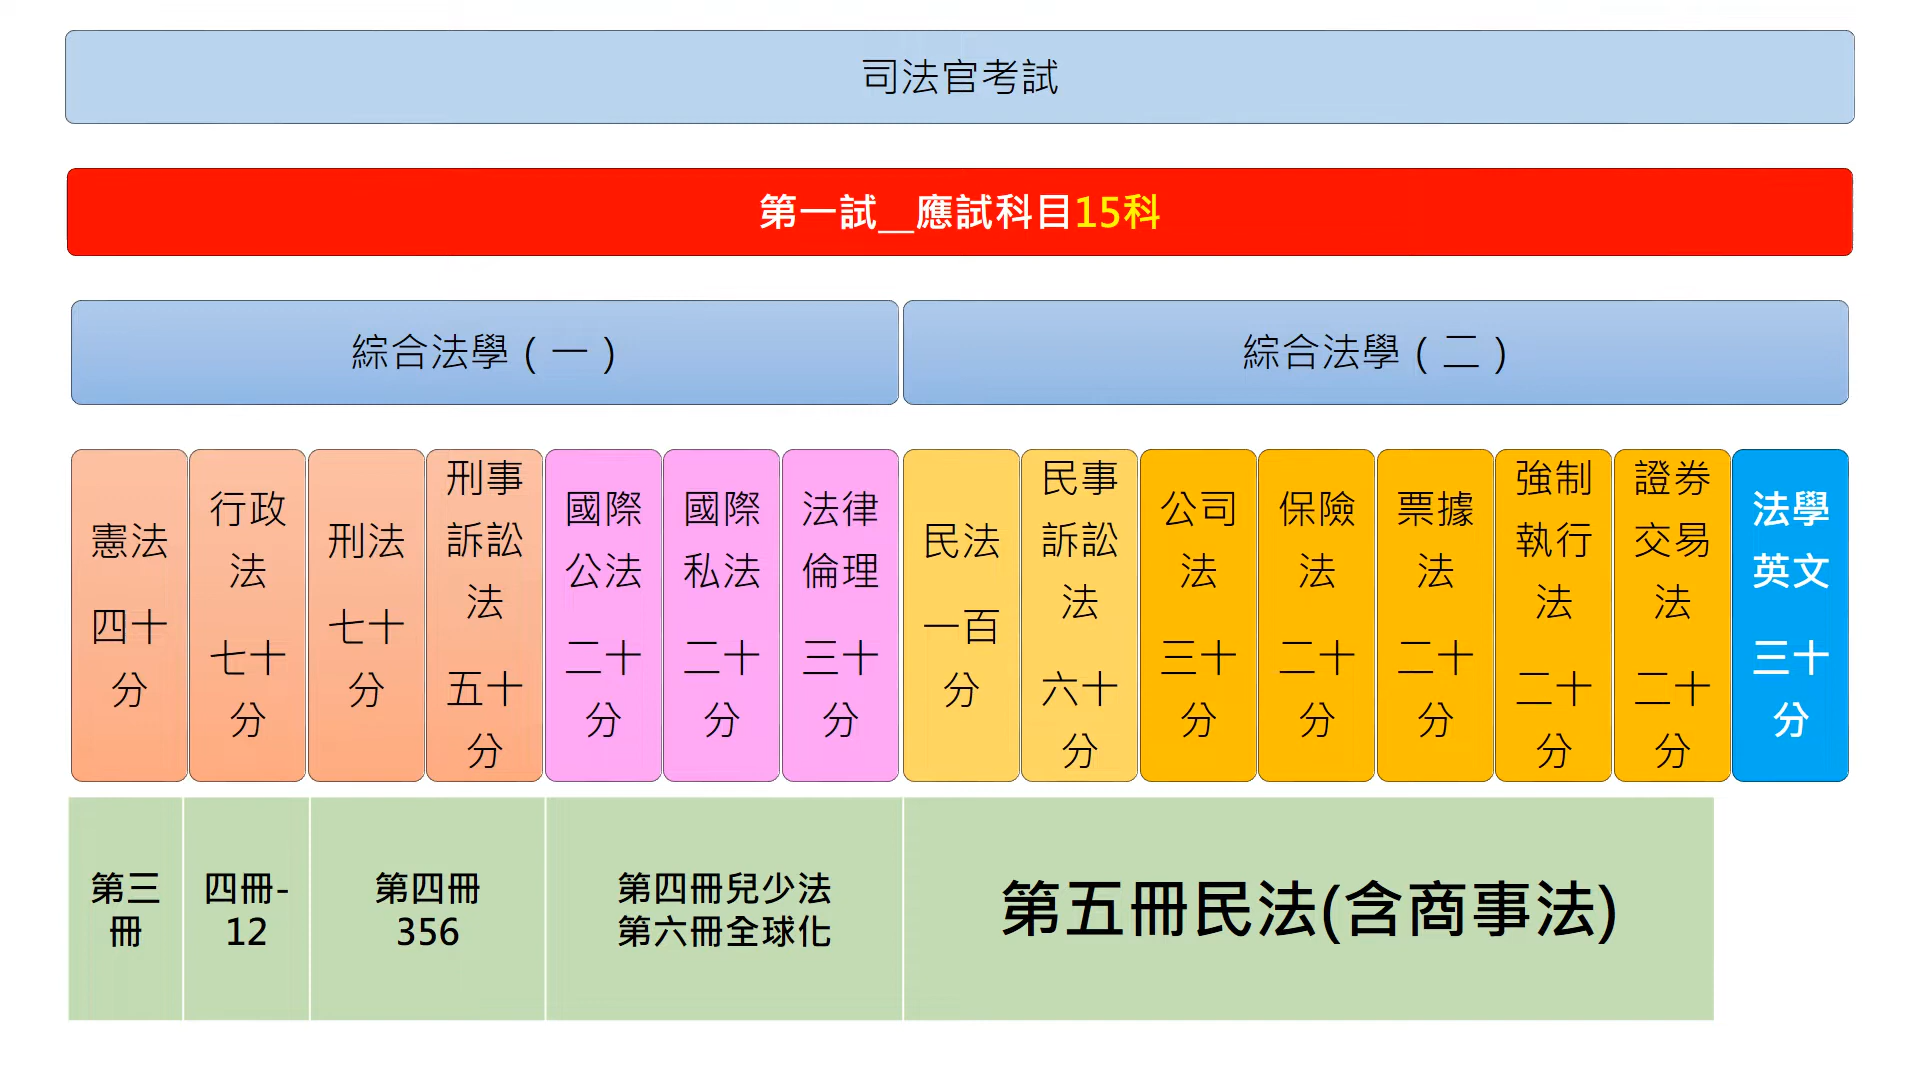 司法官考試
第一試__應試科目15科
綜合法學(一)
綜合法學(二)
憲法
四十
分
行政
法
七十
分
刑法
七十
分
刑事
訴訟
法
五十
分
國際
公法
二十
分
國際
私法
二十
分
法律
倫理
三十
分
民法
一百
分
民事
訴訟
法
六十
分
公司
法
三十
分
保險
法
二十
分
票據
法
二十
分
強制
執行
法
二十
分
證券
交易
法
二十
分
法學
英文
三十
分
第三
冊
四冊-
12
第四冊
356
第四冊兒少法
第六冊全球化
第五冊民法(含商事法)